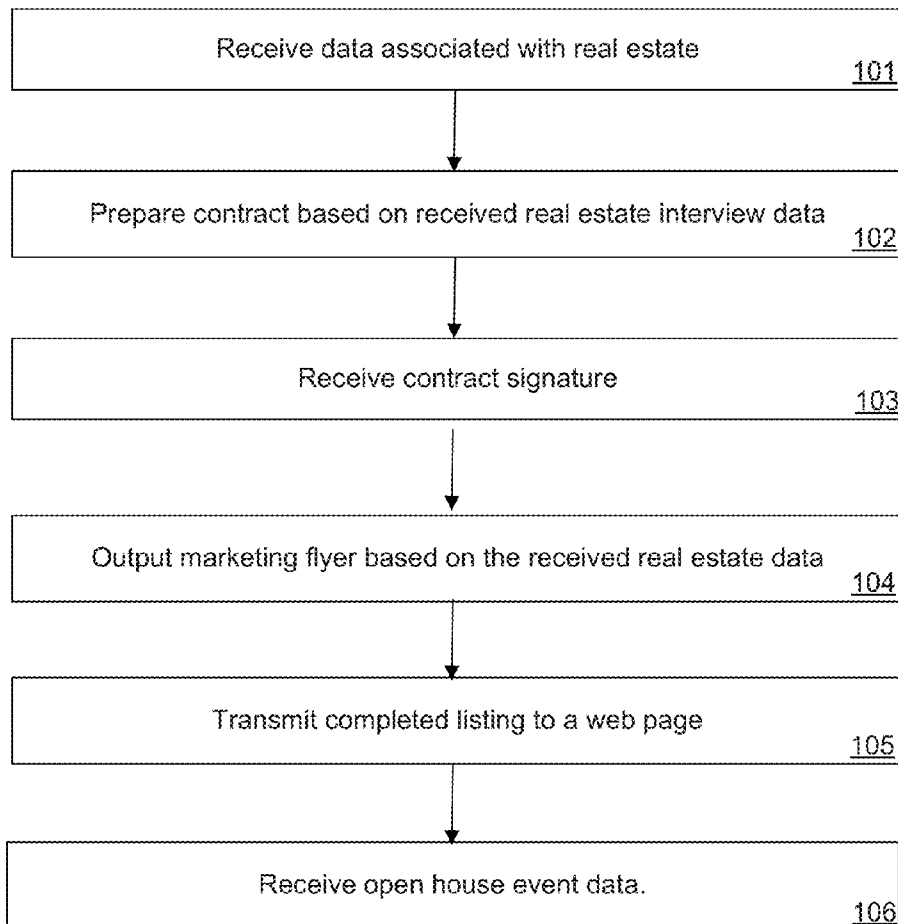 Receive data associated with real estate
101
Prepare contract based on received real estate interview data
102
Receive contract signature
103
Output marketing flyer based on the received real estate data
104
Transmit completed listing to a web page
105
Receive open house event data.
106